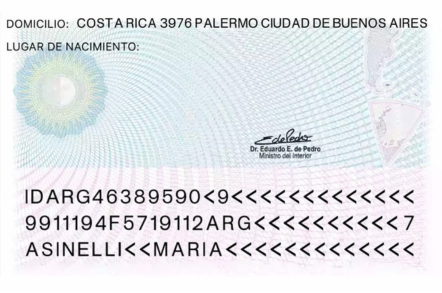 DOMICILIO: COSTA RICA 3976 PALERMO CIUDAD DE BUENOS AIRES
LUGAR DE NACIMIENTO:
Dr. Eduardo E. de Pedro
Ministro del Interior
IDARG46389590<9<<<<<<<<<<<<<<<
9911194F5719112ARG<<<<<<<<<<<7
ASINELLI<<MARIA<<<<<<<<<<<<<<<